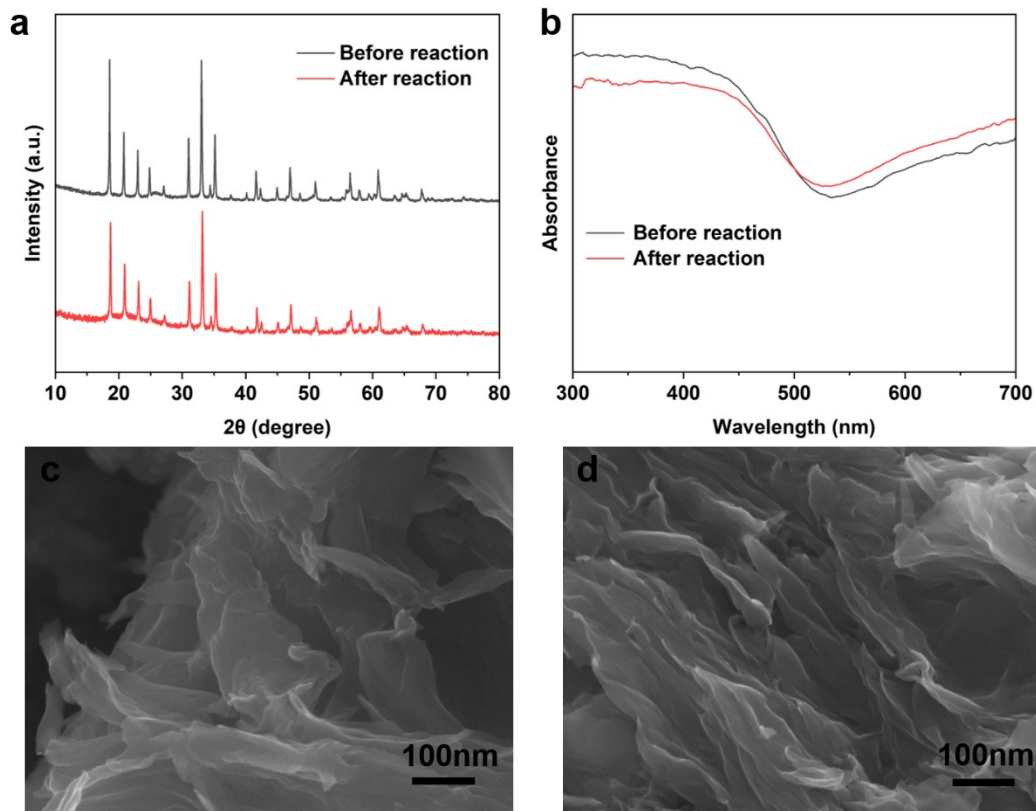 a
Before reaction
After reaction
Intensity (a.u.)
10 20 30 40 50 60 70 80
2θ (degree)
b
Before reaction
After reaction
Absorbance
300 400 500 600 700
Wavelength (nm)
c
100nm
d
100nm